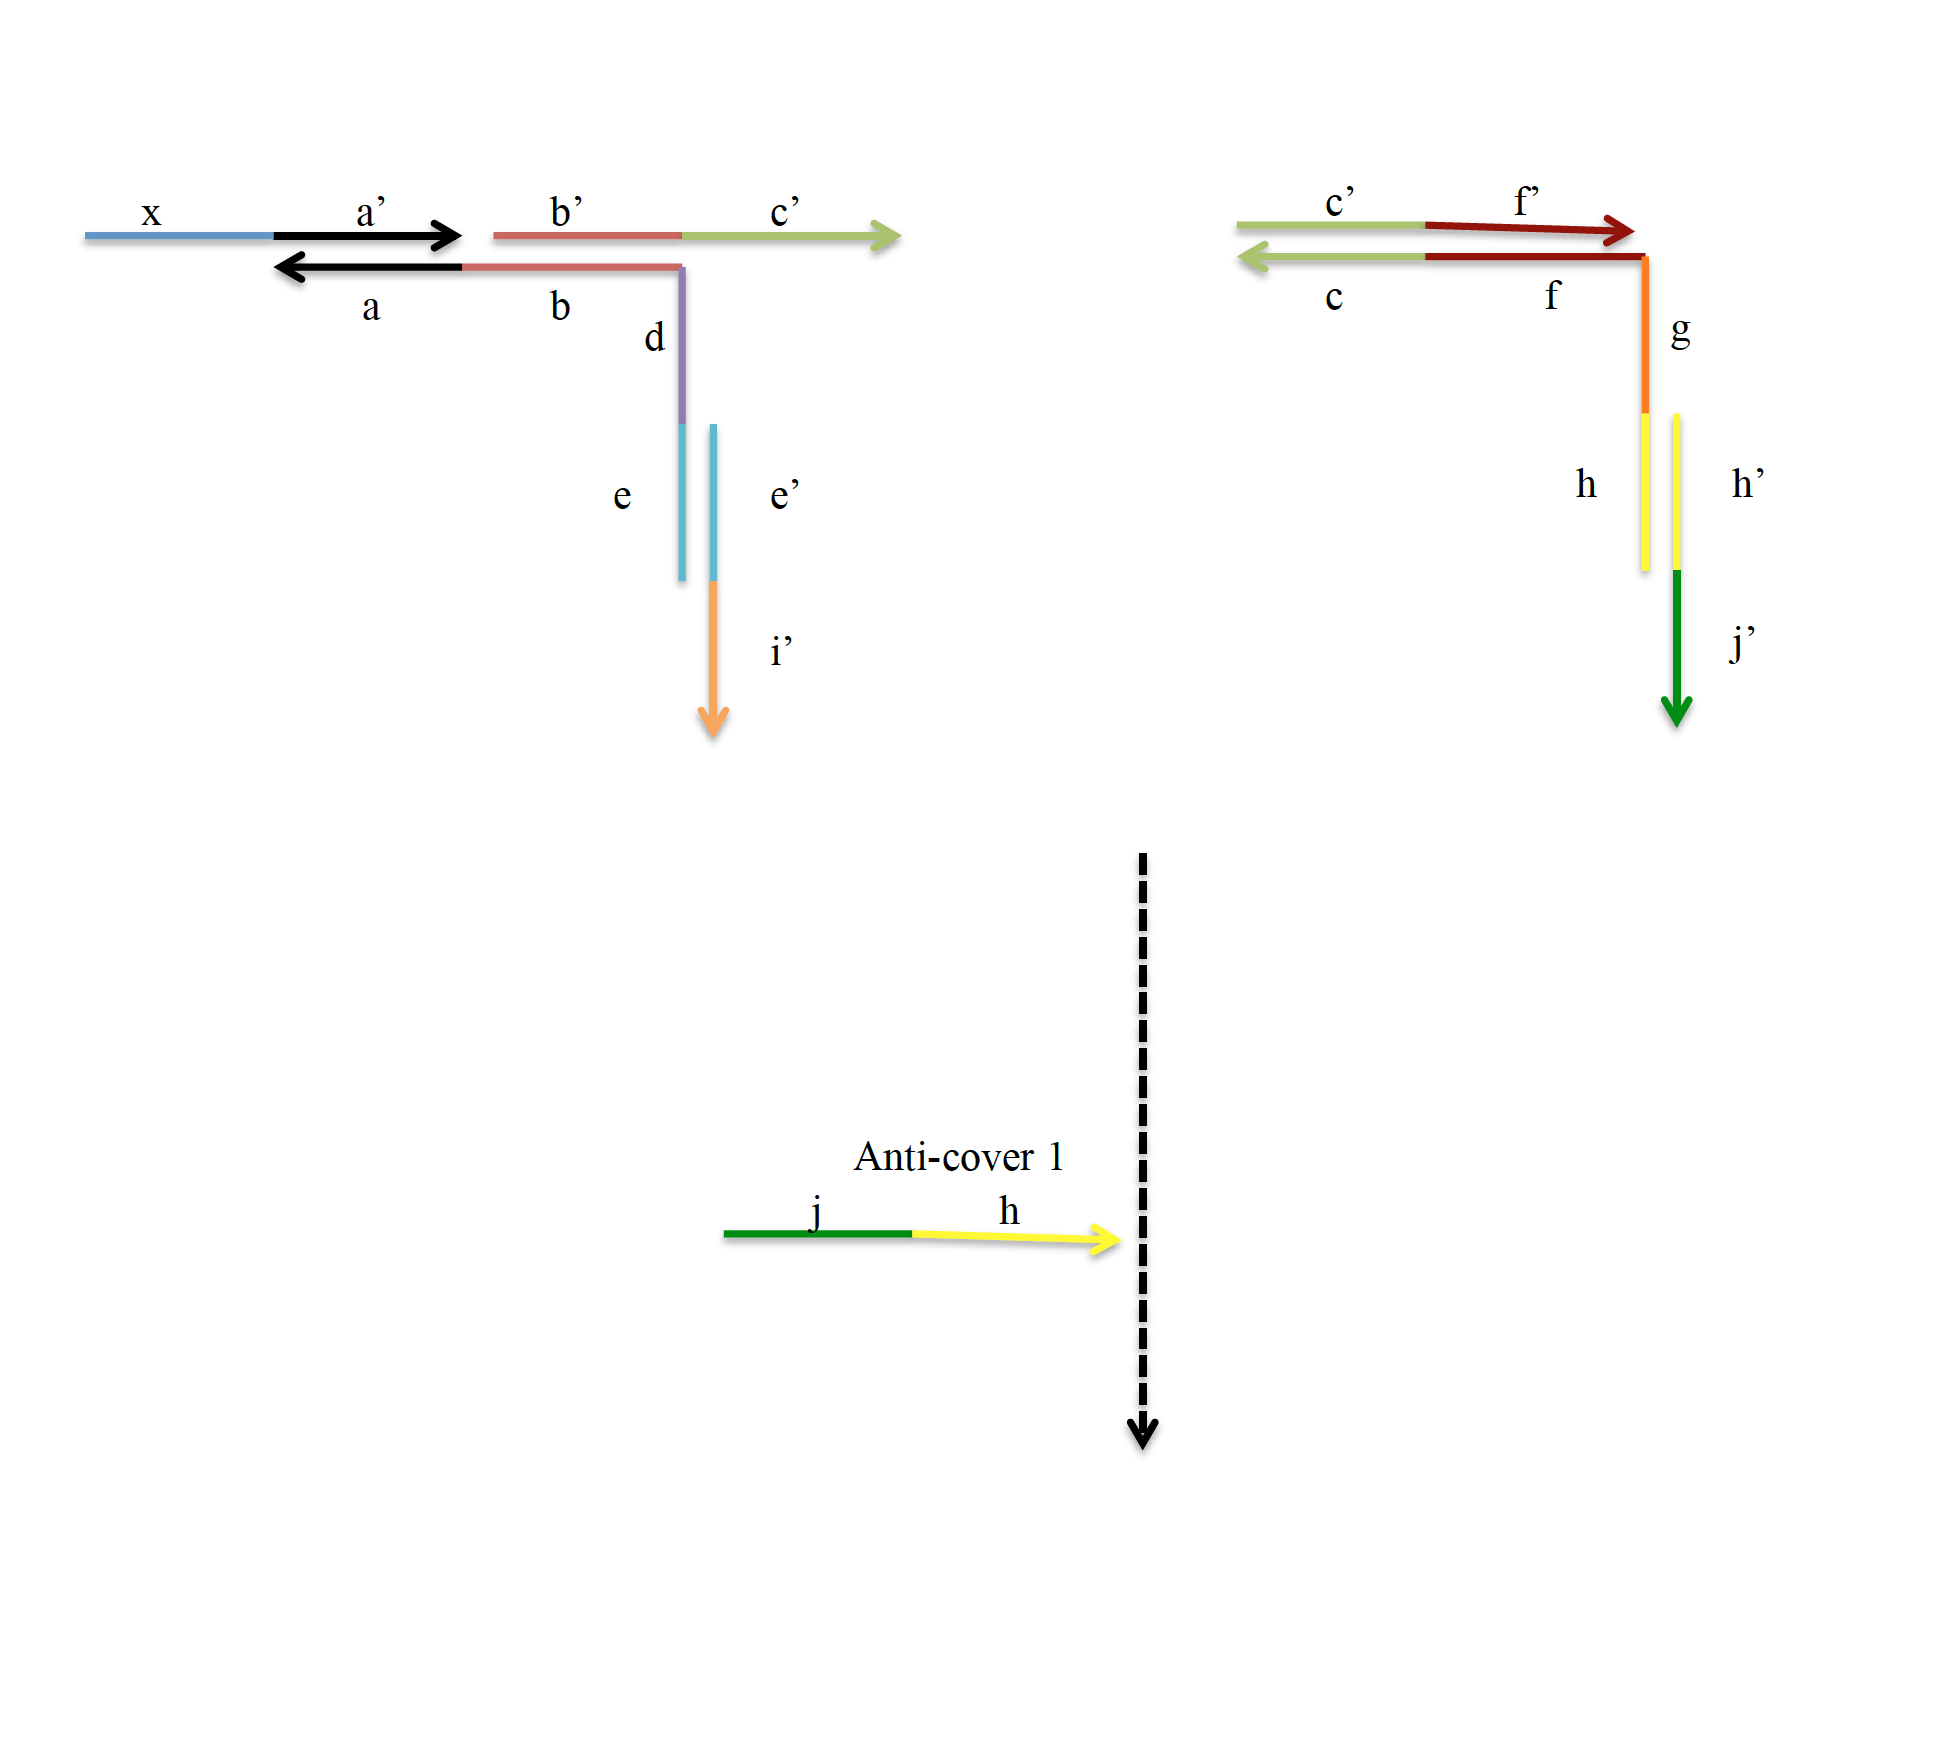 x a’ b’ c’
a b
d
e e’
i’
c’ f’
c f
g
h h’
j’
Anti-cover 1
j h